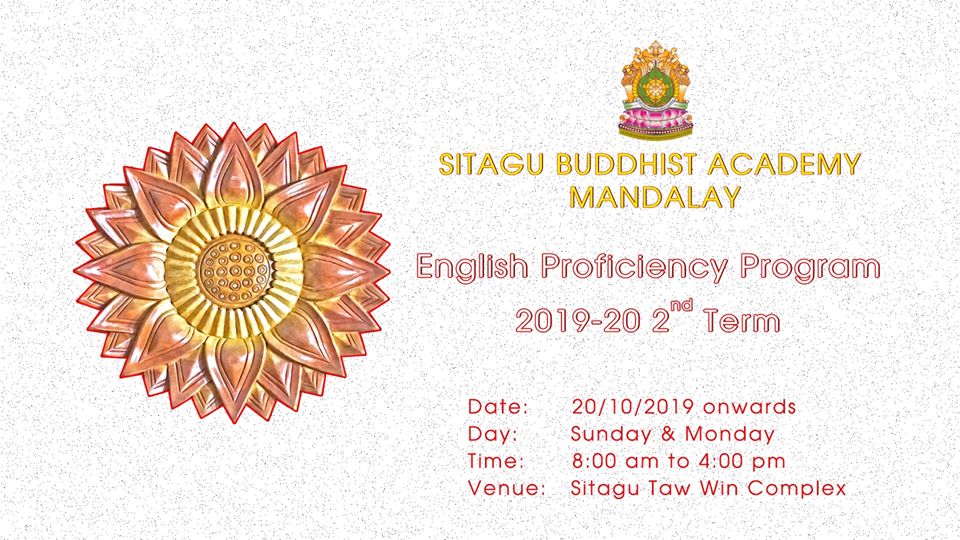 SITAGU BUDDHIST ACADEMY
MANDALAY
English Proficiency Program
2019-20 2nd Term
Date: 20/10/2019 onwards
Day: Sunday & Monday
Time: 8:00 am to 4:00 pm
Venue: Sitagu Taw Win Complex